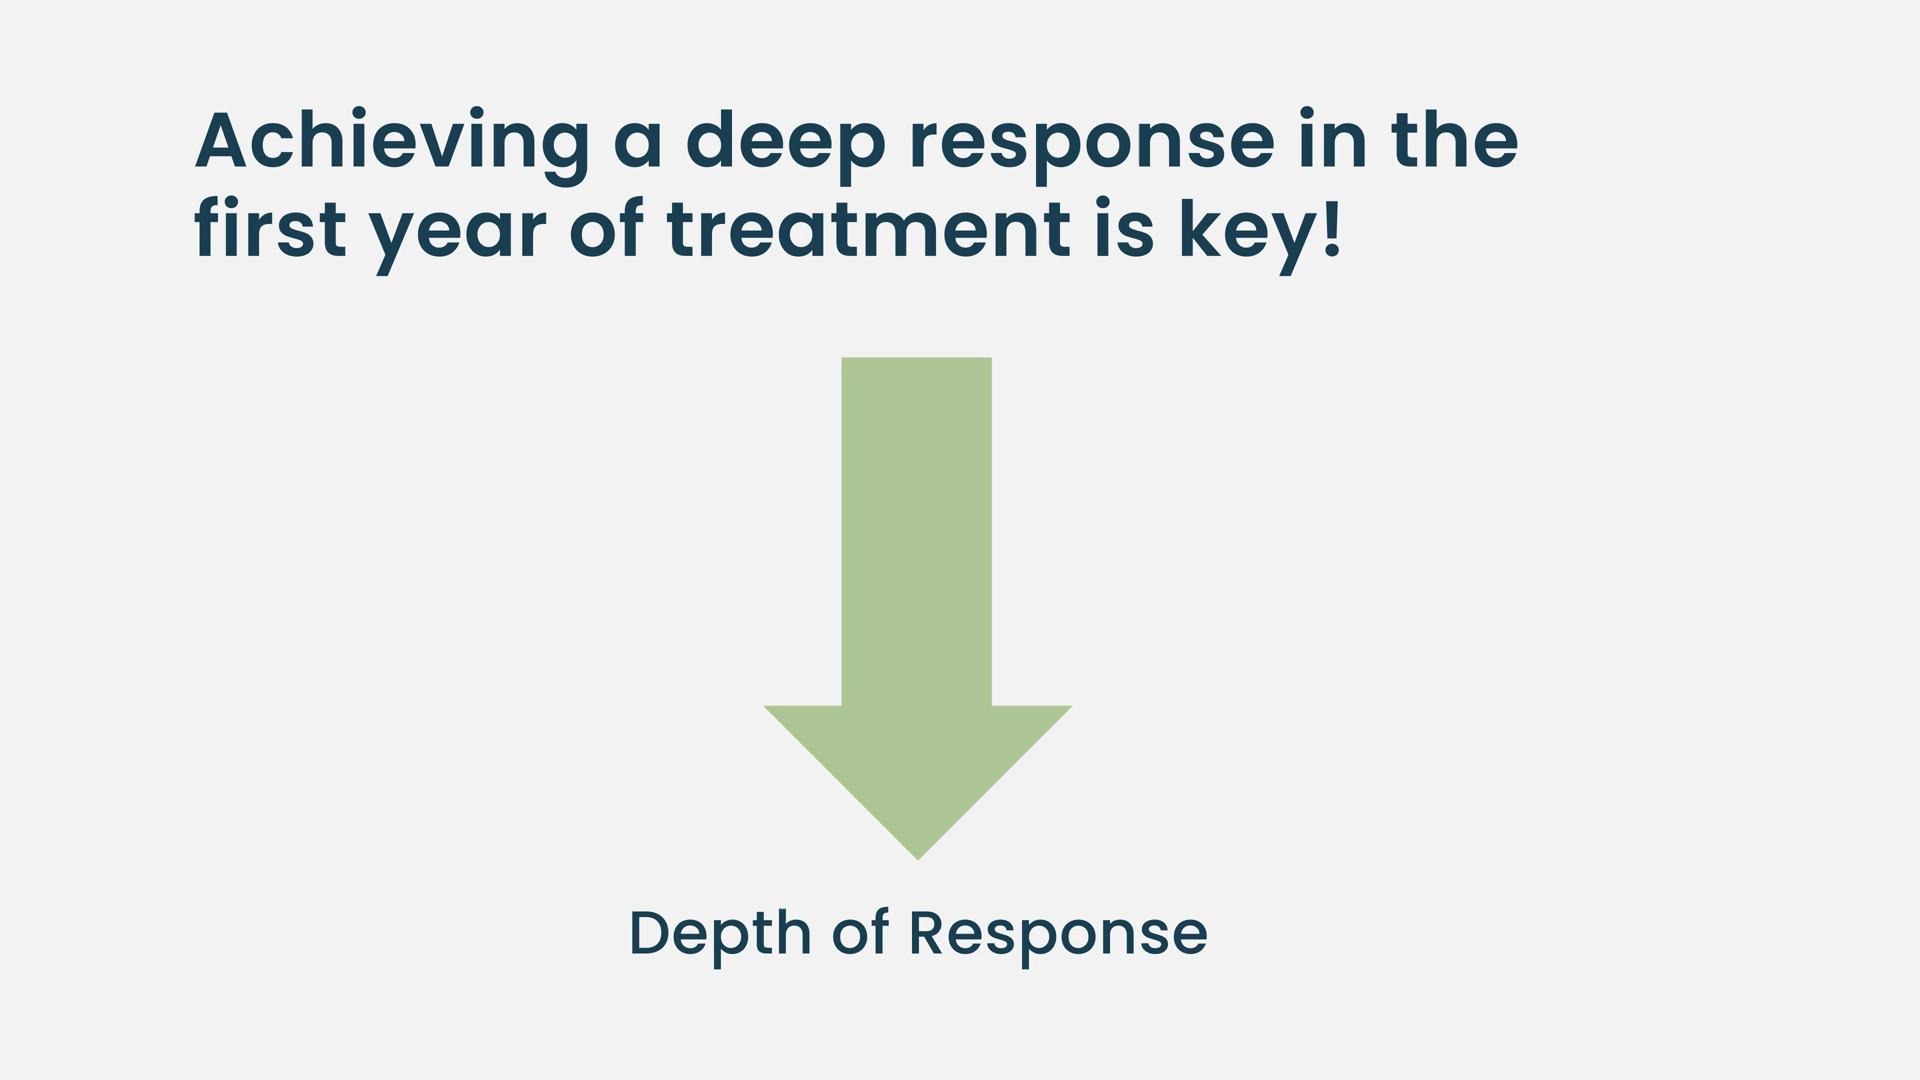 Achieving a deep response in the
first year of treatment is key!
Depth of Response